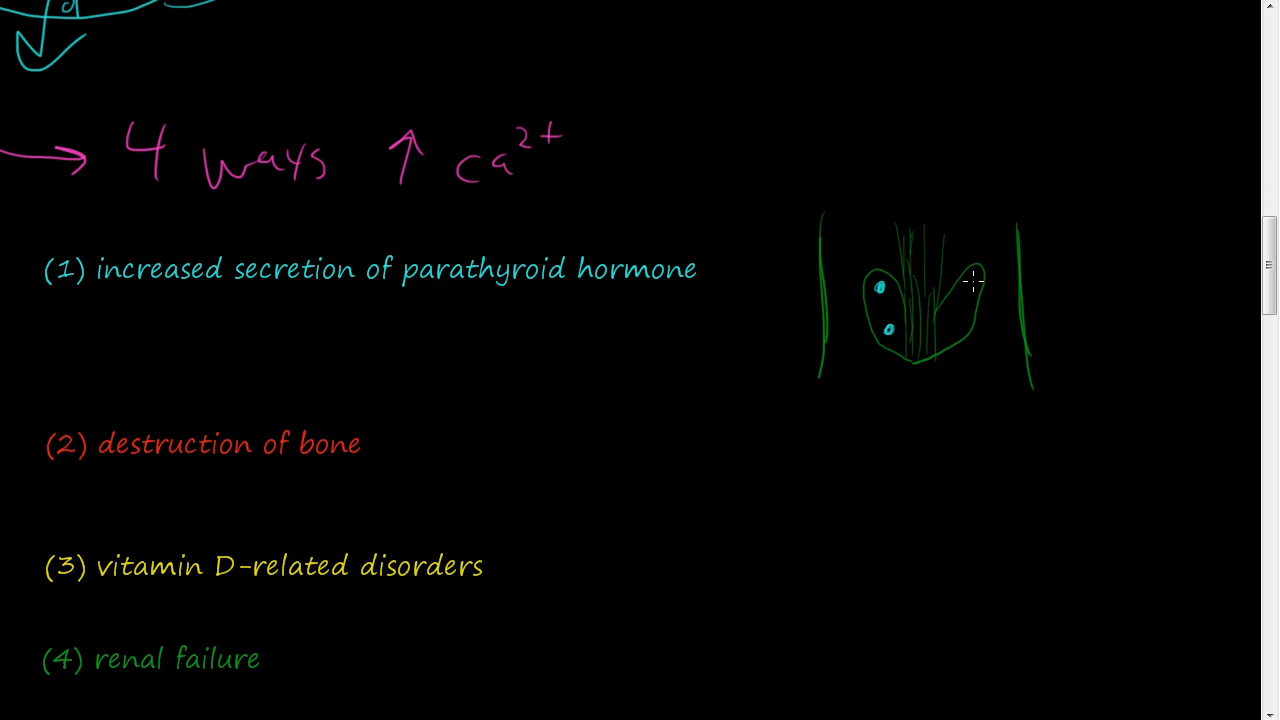 4 ways ↑ ca²⁺
(1) increased secretion of parathyroid hormone
(2) destruction of bone
(3) vitamin D-related disorders
(4) renal failure